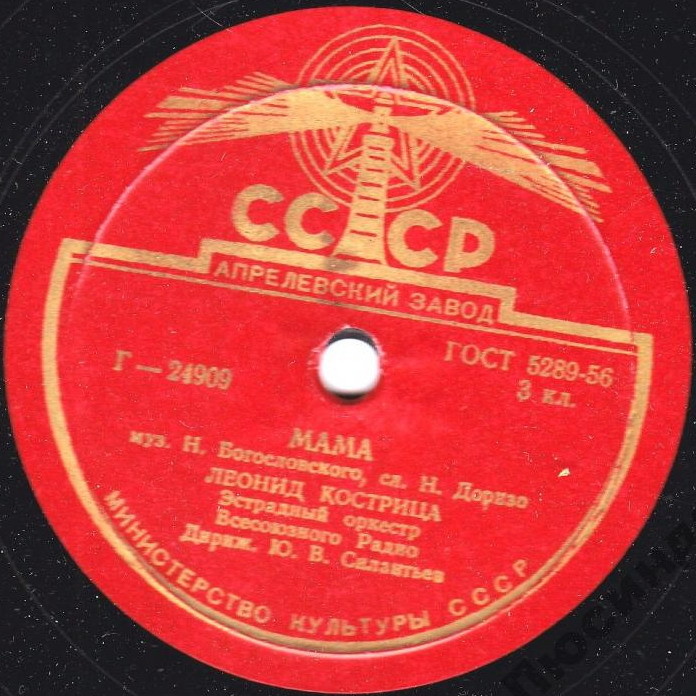 СССР
АПРЕЛЕВСКИЙ ЗАВОД
Г — 24909
ГОСТ 5289-56
3 кл.
МАМА
муз. Н. Богословского, сл. Н. Доризо
ЛЕОНИД КОСТРИЦА
Эстрадный оркестр
Всесоюзного Радио
Дириж. Ю. В. Силантьев
МИНИСТЕРСТВО КУЛЬТУРЫ СССР